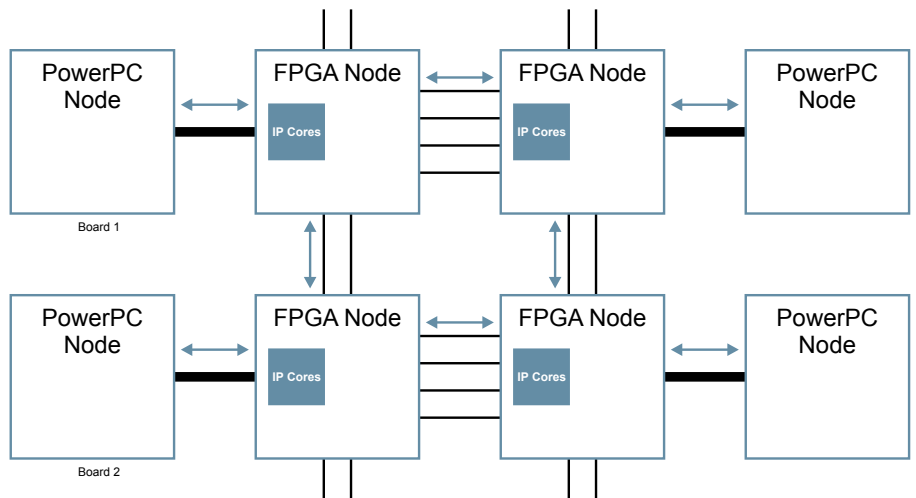 PowerPC
Node
FPGA Node
IP Cores
FPGA Node
IP Cores
PowerPC
Node
Board 1
PowerPC
Node
FPGA Node
IP Cores
FPGA Node
IP Cores
PowerPC
Node
Board 2